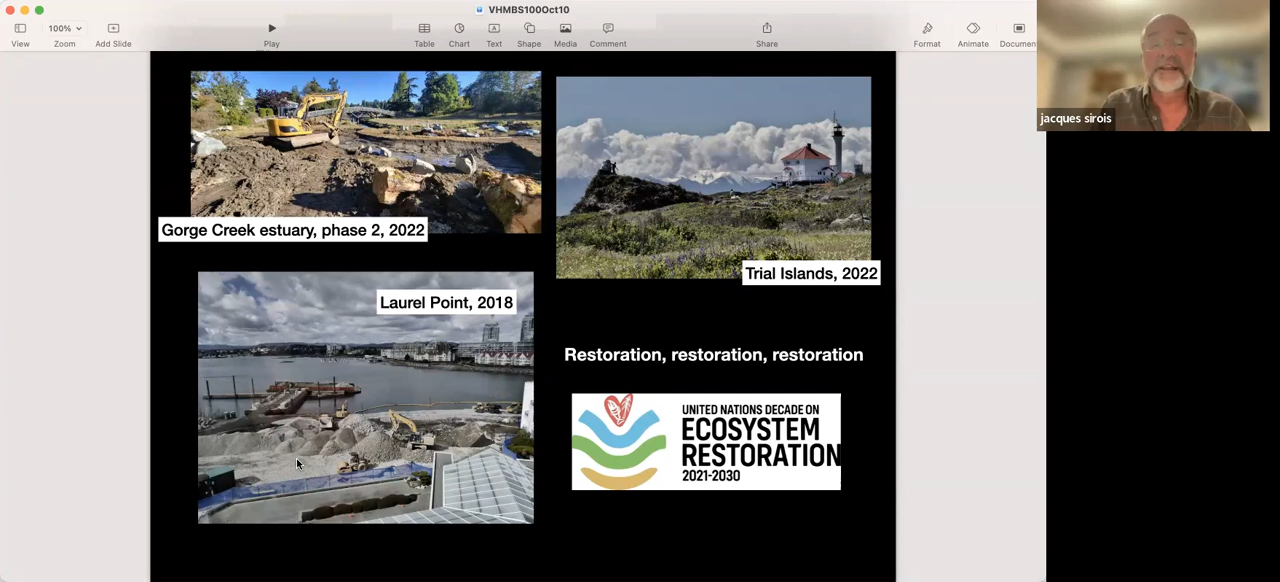 VHMBS100Oct10
100%
View
Zoom
Add Slide
Play
Table
Chart
Text
Shape
Media
Comment
Share
Format
Animate
Documen
jacques sirois
Gorge Creek estuary, phase 2, 2022
Trial Islands, 2022
Laurel Point, 2018
Restoration, restoration, restoration
UNITED NATIONS DECADE ON
ECOSYSTEM
RESTORATION
2021-2030